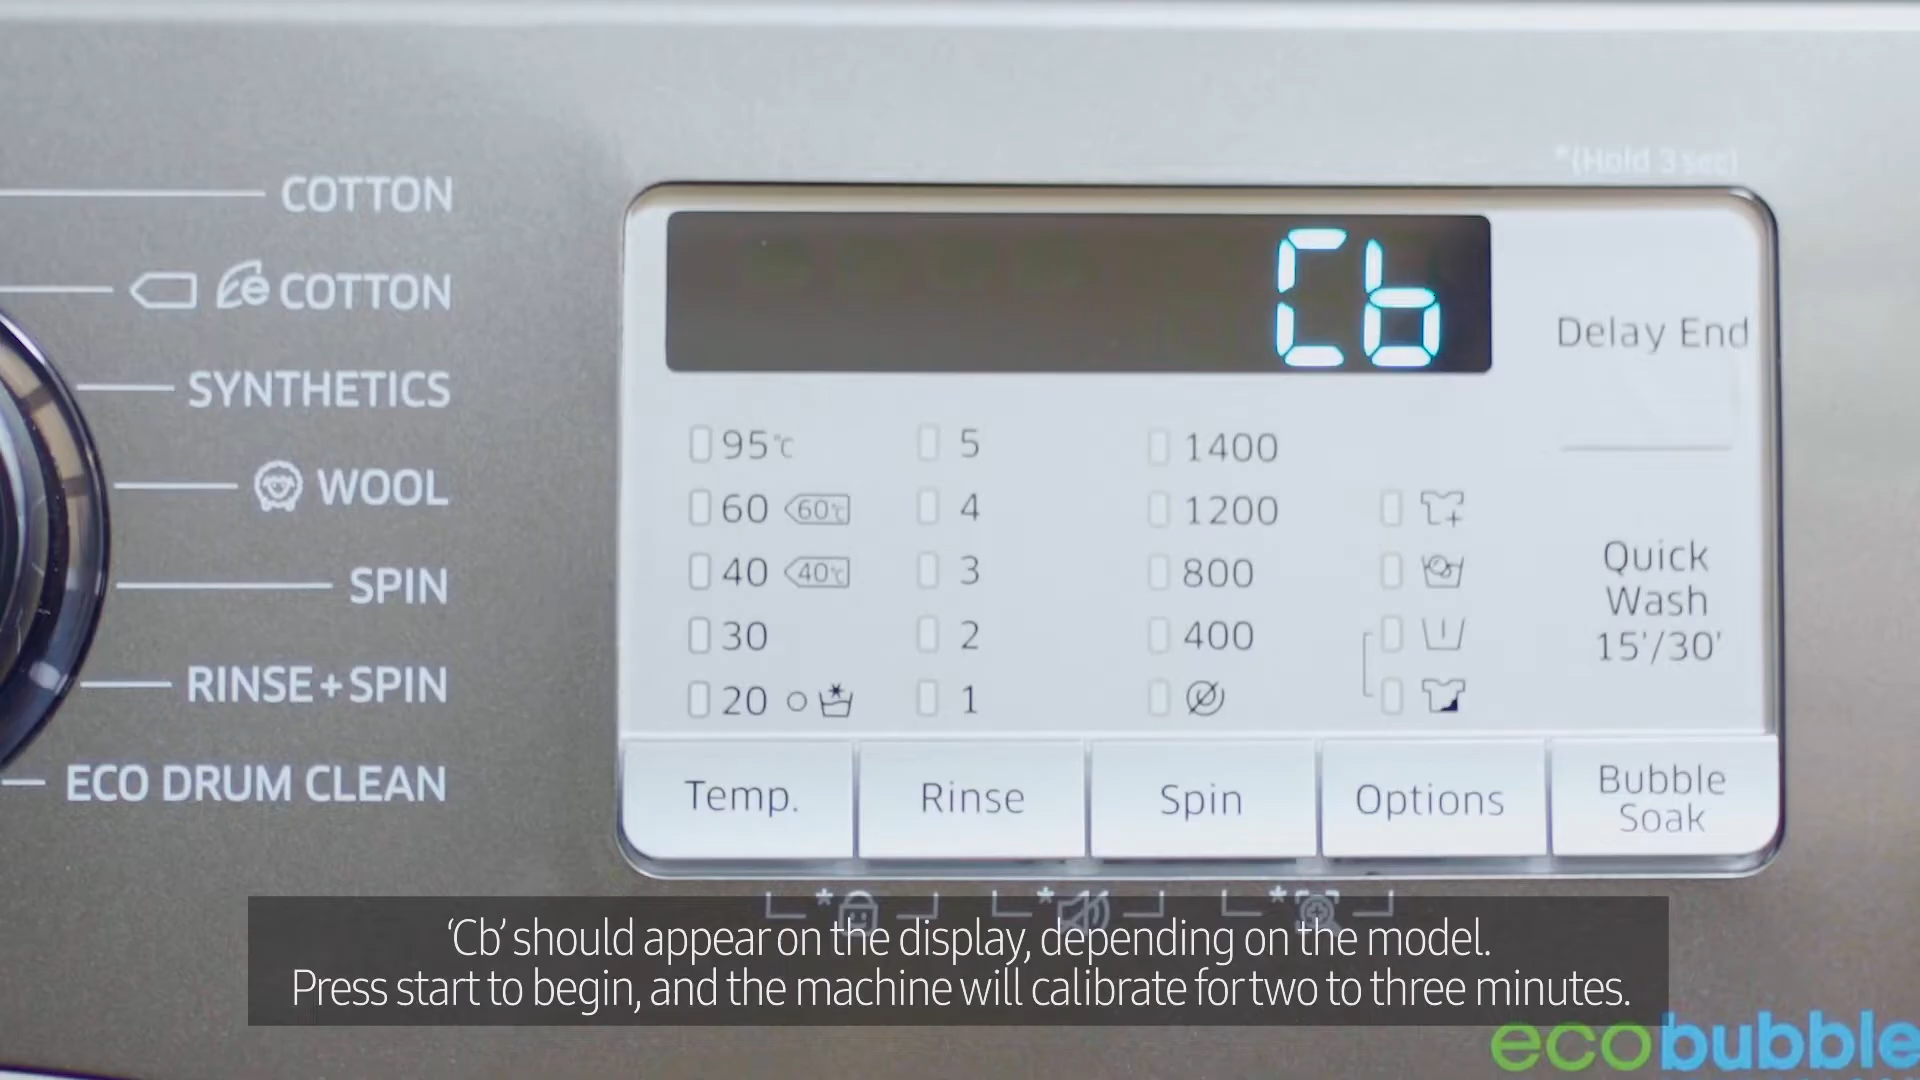 *(Hold 3 sec)
COTTON
e COTTON
SYNTHETICS
WOOL
SPIN
RINSE+SPIN
ECO DRUM CLEAN
Cb
Delay End
95℃ 5 1400
60 60℃ 4 1200
40 40℃ 3 800
30 2 400
20 1
Quick
Wash
15'/30'
Temp. Rinse Spin Options
Bubble
Soak
‘Cb’ should appear on the display, depending on the model.
Press start to begin, and the machine will calibrate for two to three minutes.
ecobubble